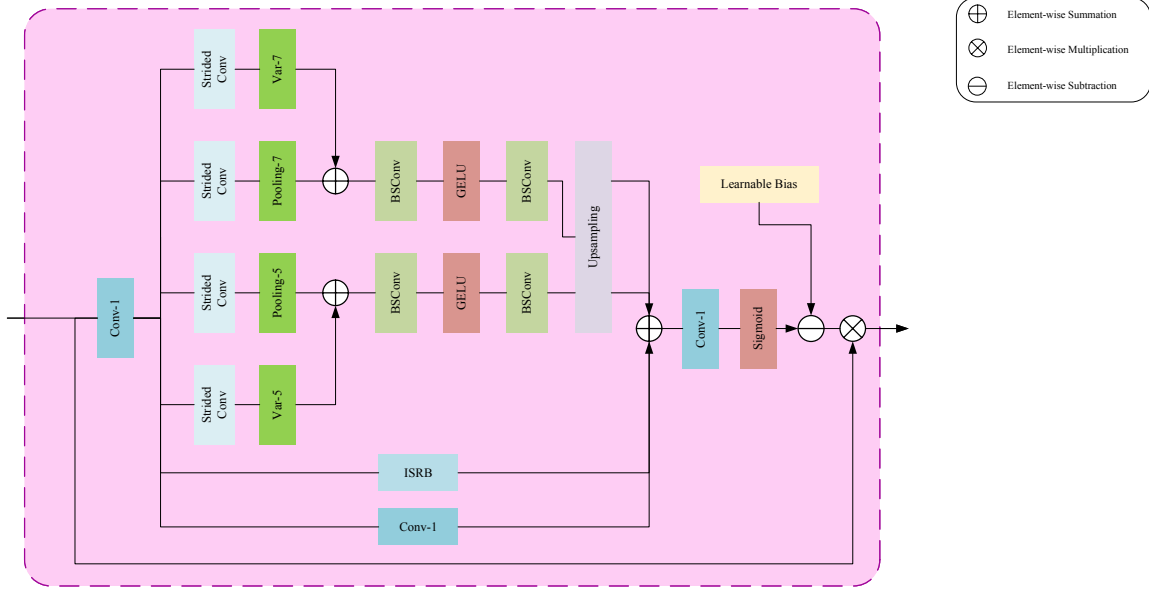 Element-wise Summation
Element-wise Multiplication
Element-wise Subtraction
Strided
Conv
Var-7
Strided
Conv
Pooling-7
BSConv
GELU
BSConv
Upsampling
Learnable Bias
Strided
Conv
Pooling-5
BSConv
GELU
BSConv
Conv-1
Conv-1
Sigmoid
Strided
Conv
Var-5
ISRB
Conv-1